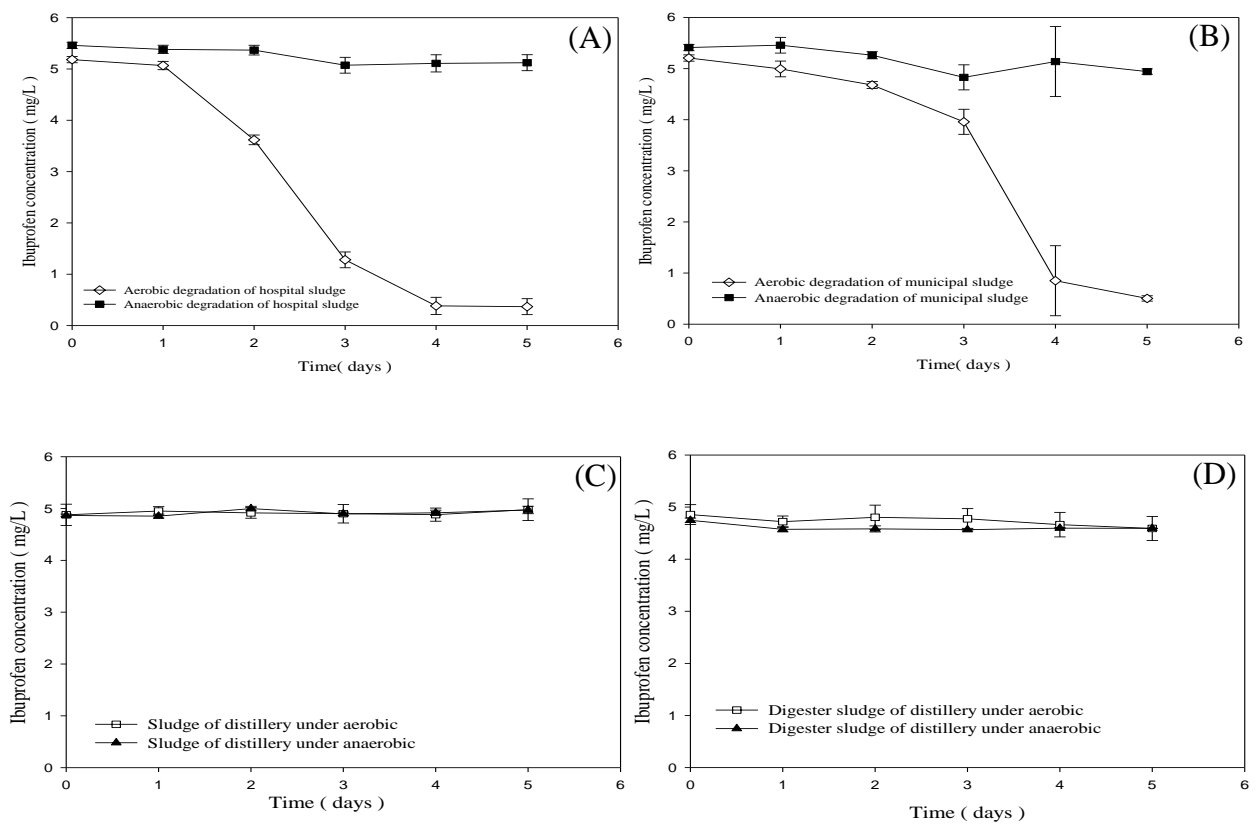 (A)
Ibuprofen concentration ( mg/L )
6
5
4
3
2
1
0
Aerobic degradation of hospital sludge
Anaerobic degradation of hospital sludge
0 1 2 3 4 5 6
Time( days )
(B)
Ibuprofen concentration ( mg/L )
6
5
4
3
2
1
0
Aerobic degradation of municipal sludge
Anaerobic degradation of municipal sludge
0 1 2 3 4 5 6
Time( days )
(C)
Ibuprofen concentration ( mg/L )
6
5
4
3
2
1
0
Sludge of distillery under aerobic
Sludge of distillery under anaerobic
0 1 2 3 4 5 6
Time ( days )
(D)
Ibuprofen concentration ( mg/L )
6
5
4
3
2
1
0
Digester sludge of distillery under aerobic
Digester sludge of distillery under anaerobic
0 1 2 3 4 5 6
Time ( days )